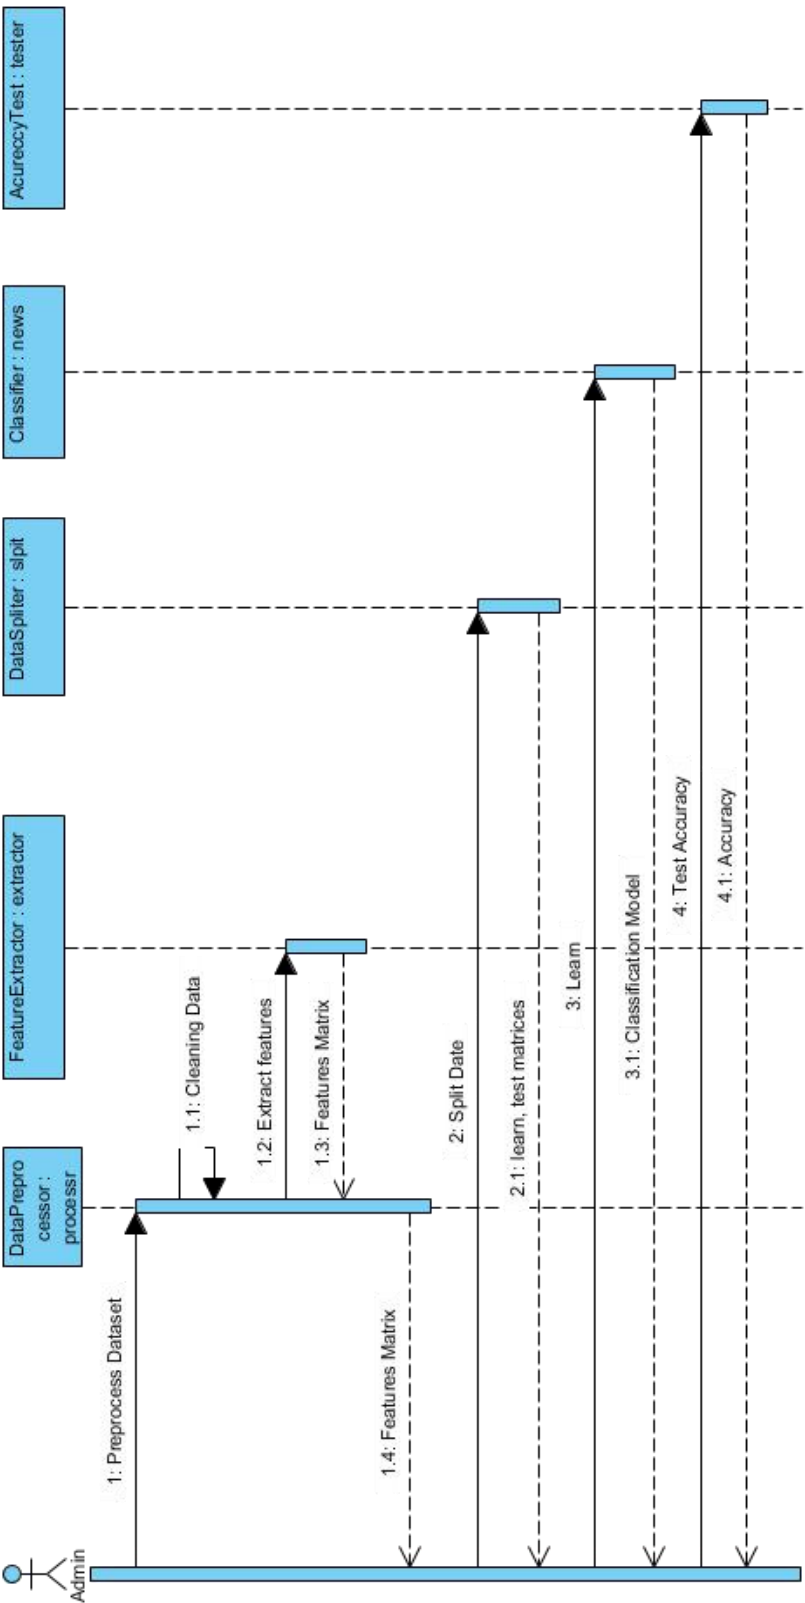 Admin
DataPrepro
cessor :
processr
FeatureExtractor : extractor
DataSpliter : slpit
Classifier : news
AcureccyTest : tester
1: Preprocess Dataset
1.1: Cleaning Data
1.2: Extract features
1.3: Features Matrix
1.4: Features Matrix
2: Split Date
2.1: learn, test matrices
3: Learn
3.1: Classification Model
4: Test Accuracy
4.1: Accuracy